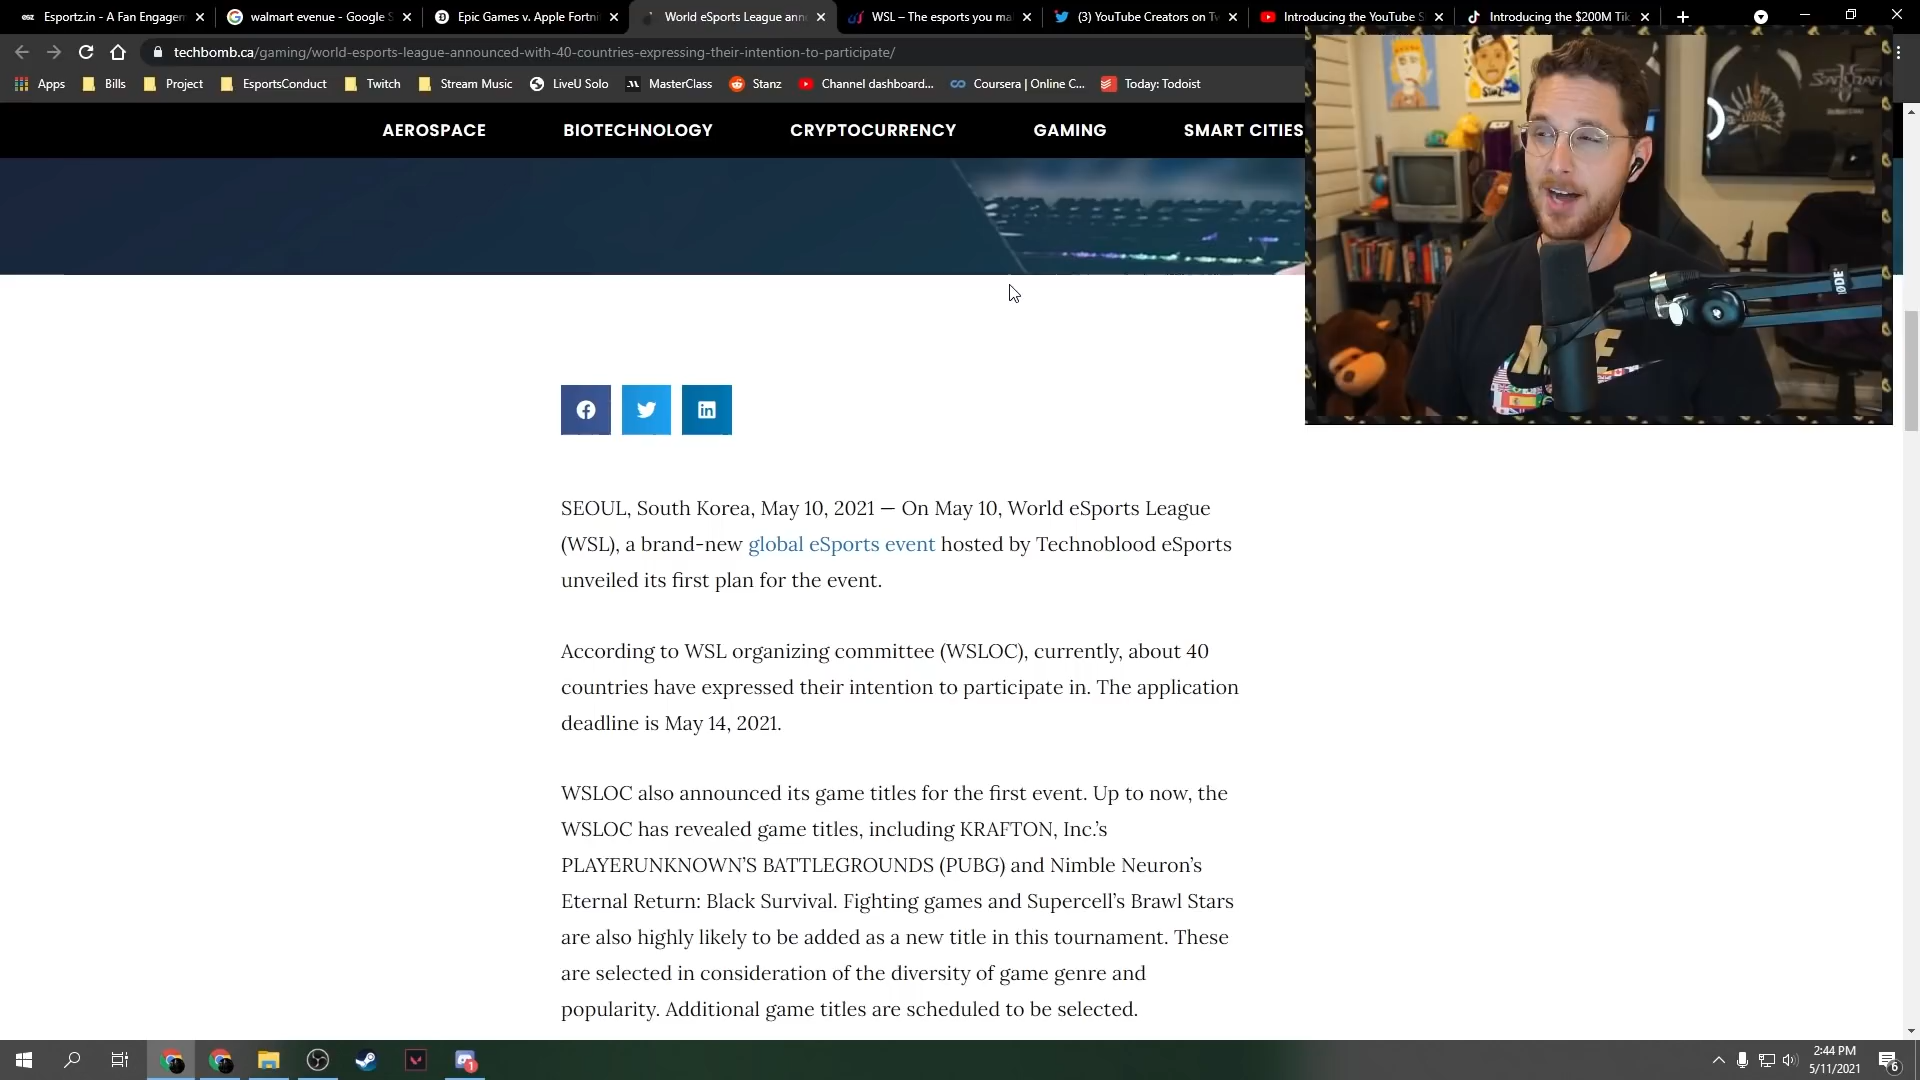 Esportz.in - A Fan Engagem
walmart evenue - Google S
Epic Games v. Apple Fortni
World eSports League ann
WSL – The esports you ma
(3) YouTube Creators on Tw
Introducing the YouTube S
Introducing the $200M Tik
techbomb.ca/gaming/world-esports-league-announced-with-40-countries-expressing-their-intention-to-participate/
Apps Bills Project EsportsConduct Twitch Stream Music LiveU Solo MasterClass Stanz Channel dashboard... Coursera | Online C... Today: Todoist
AEROSPACE BIOTECHNOLOGY CRYPTOCURRENCY GAMING SMART CITIES
SEOUL, South Korea, May 10, 2021 — On May 10, World eSports League
(WSL), a brand-new global eSports event hosted by Technoblood eSports
unveiled its first plan for the event.
According to WSL organizing committee (WSLOC), currently, about 40
countries have expressed their intention to participate in. The application
deadline is May 14, 2021.
WSLOC also announced its game titles for the first event. Up to now, the
WSLOC has revealed game titles, including KRAFTON, Inc.’s
PLAYERUNKNOWN’S BATTLEGROUNDS (PUBG) and Nimble Neuron’s
Eternal Return: Black Survival. Fighting games and Supercell’s Brawl Stars
are also highly likely to be added as a new title in this tournament. These
are selected in consideration of the diversity of game genre and
popularity. Additional game titles are scheduled to be selected.
RØDE
2:44 PM
5/11/2021
1
6